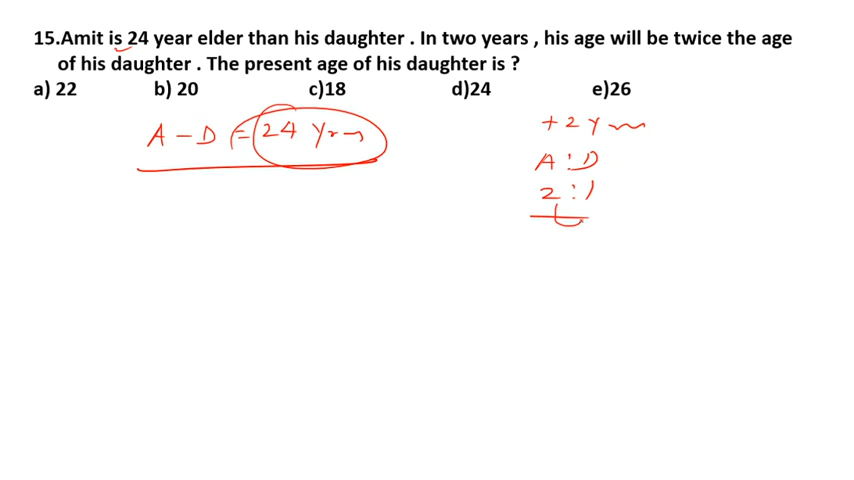 15.Amit is 24 year elder than his daughter . In two years , his age will be twice the age
of his daughter . The present age of his daughter is ?
a) 22 b) 20 c)18 d)24 e)26
A - D = 24 Yrs
+ 2 Y
A : D
2 : 1